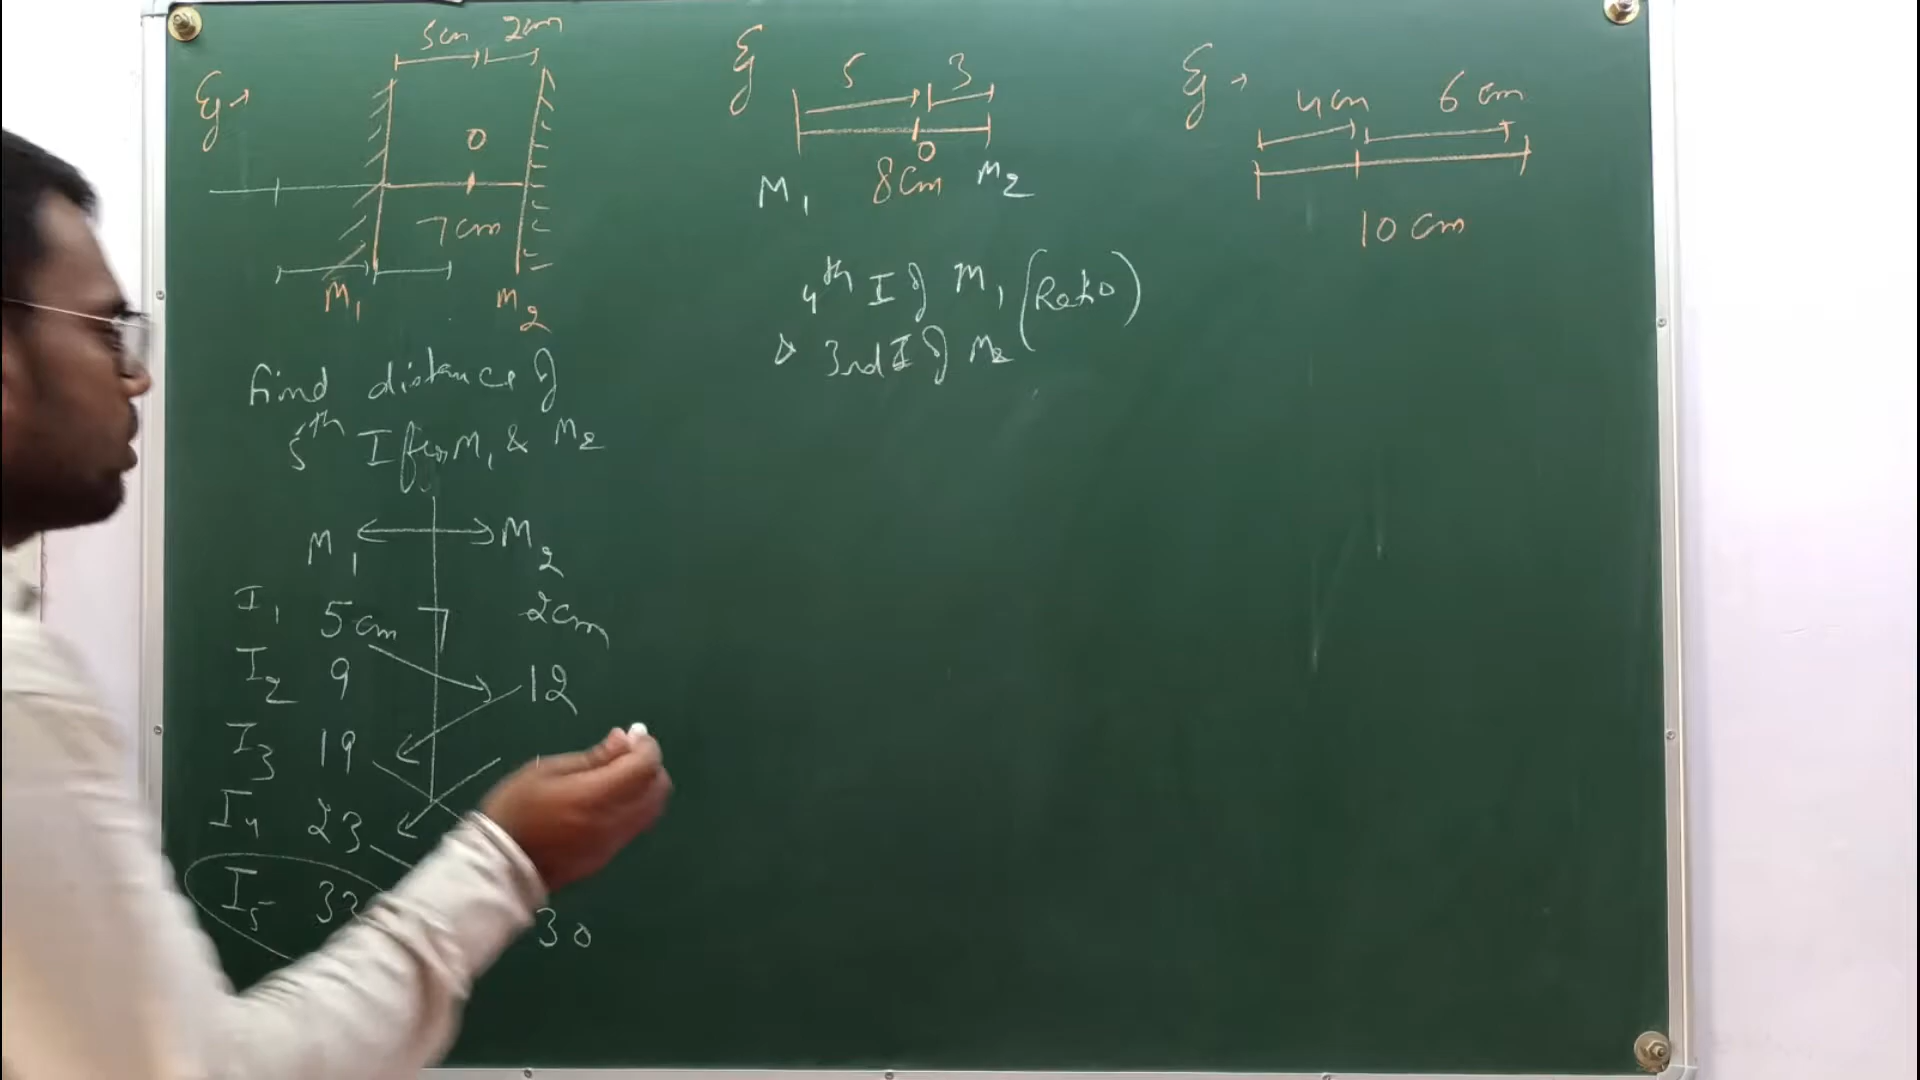 Eg →
5cm 2cm
O
7cm
M1 M2
Find distance of
5th I from M1 & M2
M1 M2
I1 5cm 2cm
I2 9 12
I3 19
I4 23
I5 33 30
Eg
5 3
O
M1 8cm M2
4th I of M1
3rd I of M2 (Ratio)
Eg →
4cm 6cm
10cm